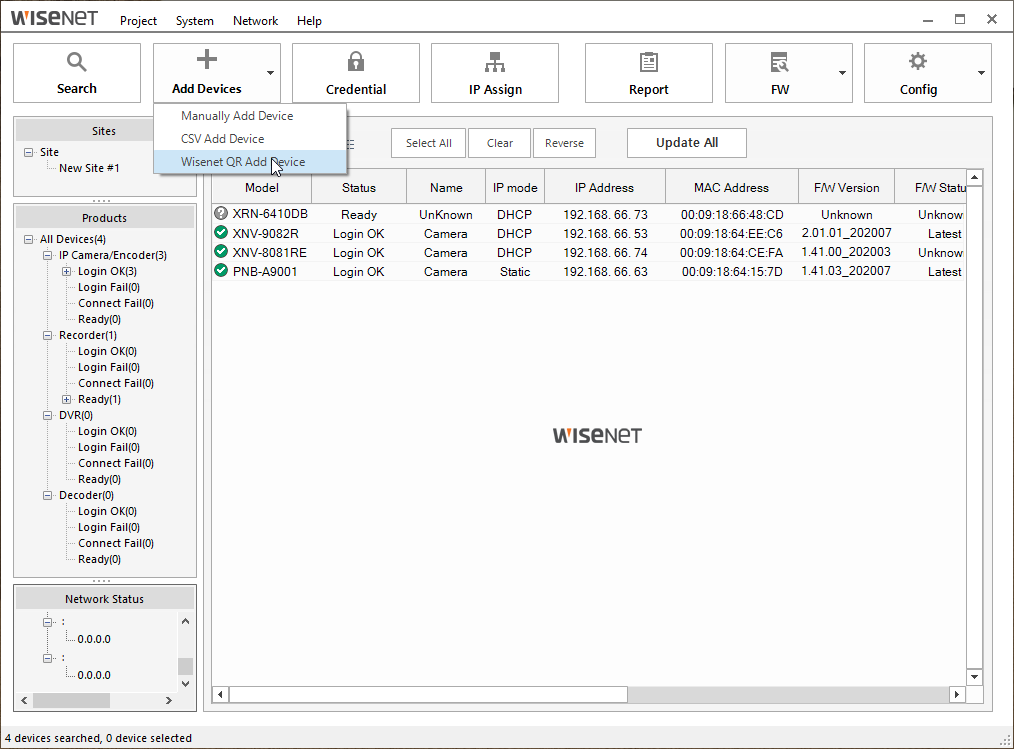 WISENET Project System Network Help
Search Add Devices Credential IP Assign Report FW Config
Manually Add Device
CSV Add Device
Wisenet QR Add Device
Sites
Site
New Site #1
Products
All Devices(4)
IP Camera/Encoder(3)
Login OK(3)
Login Fail(0)
Connect Fail(0)
Ready(0)
Recorder(1)
Login OK(0)
Login Fail(0)
Connect Fail(0)
Ready(1)
DVR(0)
Login OK(0)
Login Fail(0)
Connect Fail(0)
Ready(0)
Decoder(0)
Login OK(0)
Login Fail(0)
Connect Fail(0)
Ready(0)
Network Status
:
0.0.0.0
:
0.0.0.0
Select All Clear Reverse Update All
Model Status Name IP mode IP Address MAC Address F/W Version F/W Statu
XRN-6410DB Ready UnKnown DHCP 192.168. 66. 73 00:09:18:66:48:CD Unknown Unknow
XNV-9082R Login OK Camera DHCP 192.168. 66. 53 00:09:18:64:EE:C6 2.01.01_202007 Latest
XNV-8081RE Login OK Camera DHCP 192.168. 66. 74 00:09:18:64:CE:FA 1.41.00_202003 Unknow
PNB-A9001 Login OK Camera Static 192.168. 66. 63 00:09:18:64:15:7D 1.41.03_202007 Latest
WISENET
4 devices searched, 0 device selected